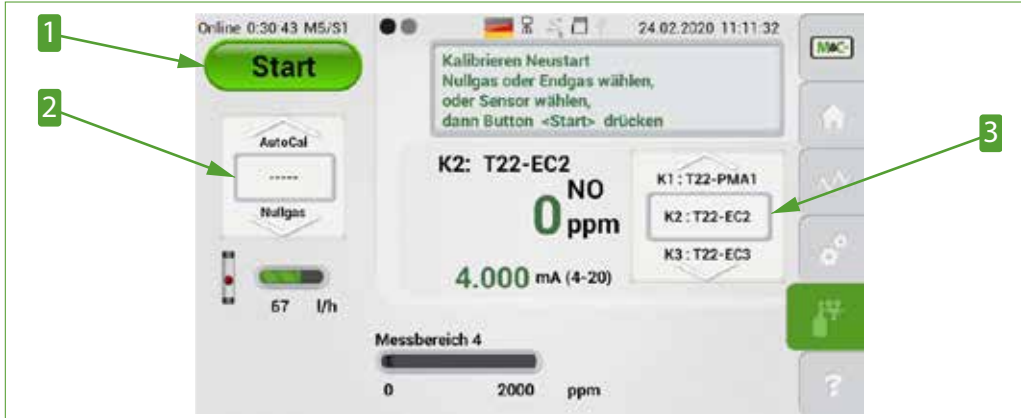 1
2
3
Online 0:30:43 M5/S1
24.02.2020 11:11:32
Start
Kalibrieren Neustart
Nullgas oder Endgas wählen,
oder Sensor wählen,
dann Button <Start> drücken
AutoCal
-----
Nullgas
67 l/h
K2: T22-EC2
NO
0 ppm
4.000 mA (4-20)
K1:T22-PMA1
K2:T22-EC2
K3:T22-EC3
Messbereich 4
0 2000 ppm
?